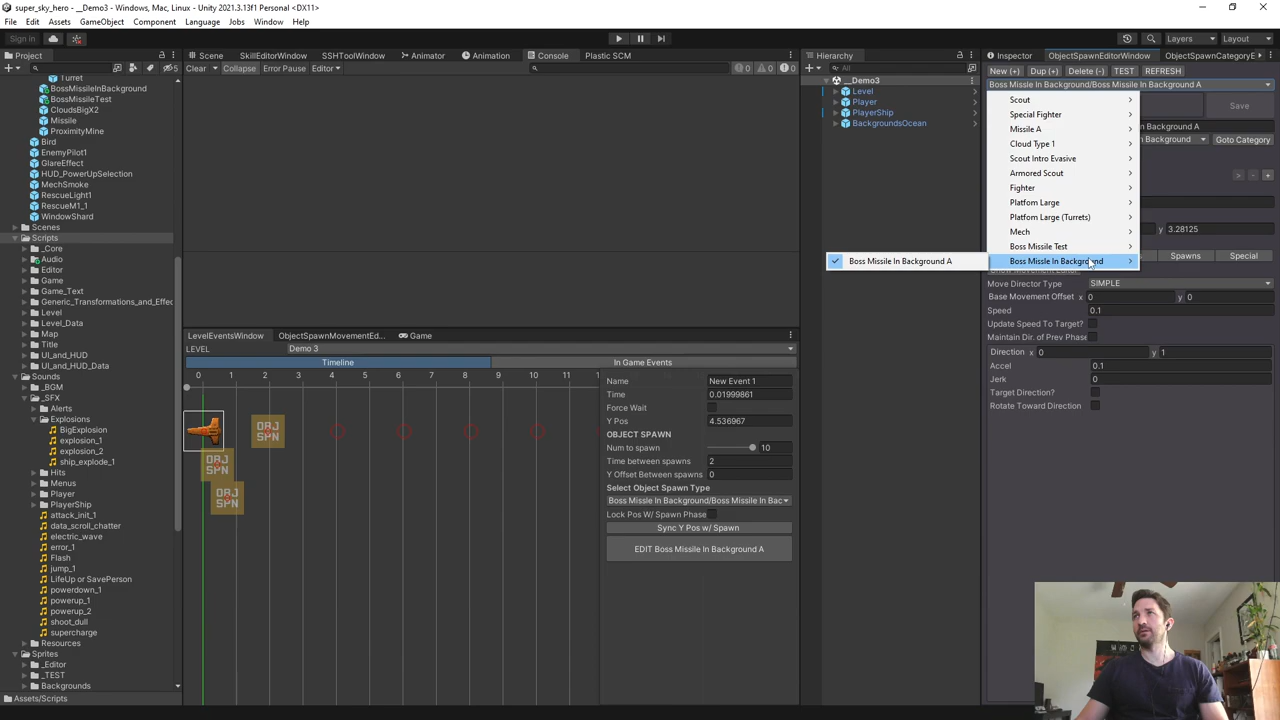 super_sky_hero - __Demo3 - Windows, Mac, Linux - Unity 2021.3.13f1 Personal <DX11>
File Edit Assets GameObject Component Language Jobs Window Help
Sign in
Layers Layout
Project
Scene SkillEditorWindow SSHToolWindow Animator Animation Console Plastic SCM
Hierarchy
Inspector ObjectSpawnEditorWindow ObjectSpawnCategoryE
5
Clear Collapse Error Pause Editor
0 0 0
All
New (+) Dup (+) Delete (-) TEST REFRESH
Boss Missle In Background/Boss Missile In Background A
Save
n Background A
n Background Goto Category
> - +
3.28125
Spawns Special
Scout
Special Fighter
Missile A
Cloud Type 1
Scout Intro Evasive
Armored Scout
Fighter
Platfom Large
Platfom Large (Turrets)
Mech
Boss Missile Test
Boss Missle In Background
Boss Missile In Background A
Move Director Type SIMPLE
Base Movement Offset x 0 y 0
Speed 0.1
Update Speed To Target?
Maintain Dir. of Prev Phase
Direction x 0 y 1
Accel 0.1
Jerk 0
Target Direction?
Rotate Toward Direction
__Demo3
Level
Player
PlayerShip
BackgroundsOcean
Turret
BossMissileInBackground
BossMissileTest
CloudsBigX2
Missile
ProximityMine
Bird
EnemyPilot1
GlareEffect
HUD_PowerUpSelection
MechSmoke
RescueLight1
RescueM1_1
WindowShard
Scenes
Scripts
_Core
Audio
Editor
Game
Game_Text
Generic_Transformations_and_Effec
Level
Level_Data
Map
Title
UI_and_HUD
UI_and_HUD_Data
Sounds
_BGM
_SFX
Alerts
Explosions
BigExplosion
explosion_1
explosion_2
ship_explode_1
Hits
Menus
Player
PlayerShip
attack_init_1
data_scroll_chatter
electric_wave
error_1
Flash
jump_1
LifeUp or SavePerson
powerdown_1
powerup_1
powerup_2
shoot_dull
supercharge
Resources
Sprites
_Editor
_TEST
Backgrounds
Assets/Scripts
LevelEventsWindow ObjectSpawnMovementEd... Game
LEVEL Demo 3
Timeline In Game Events
0 1 2 3 4 5 6 7 8 9 10 11
OBJ SPN
OBJ SPN
OBJ SPN
Name New Event 1
Time 0.01999861
Force Wait
Y Pos 4.536967
OBJECT SPAWN
Num to spawn 10
Time between spawns 2
Y Offset Between spawns 0
Select Object Spawn Type
Boss Missle In Background/Boss Missile In Bac
Lock Pos W/ Spawn Phase
Sync Y Pos w/ Spawn
EDIT Boss Missile In Background A